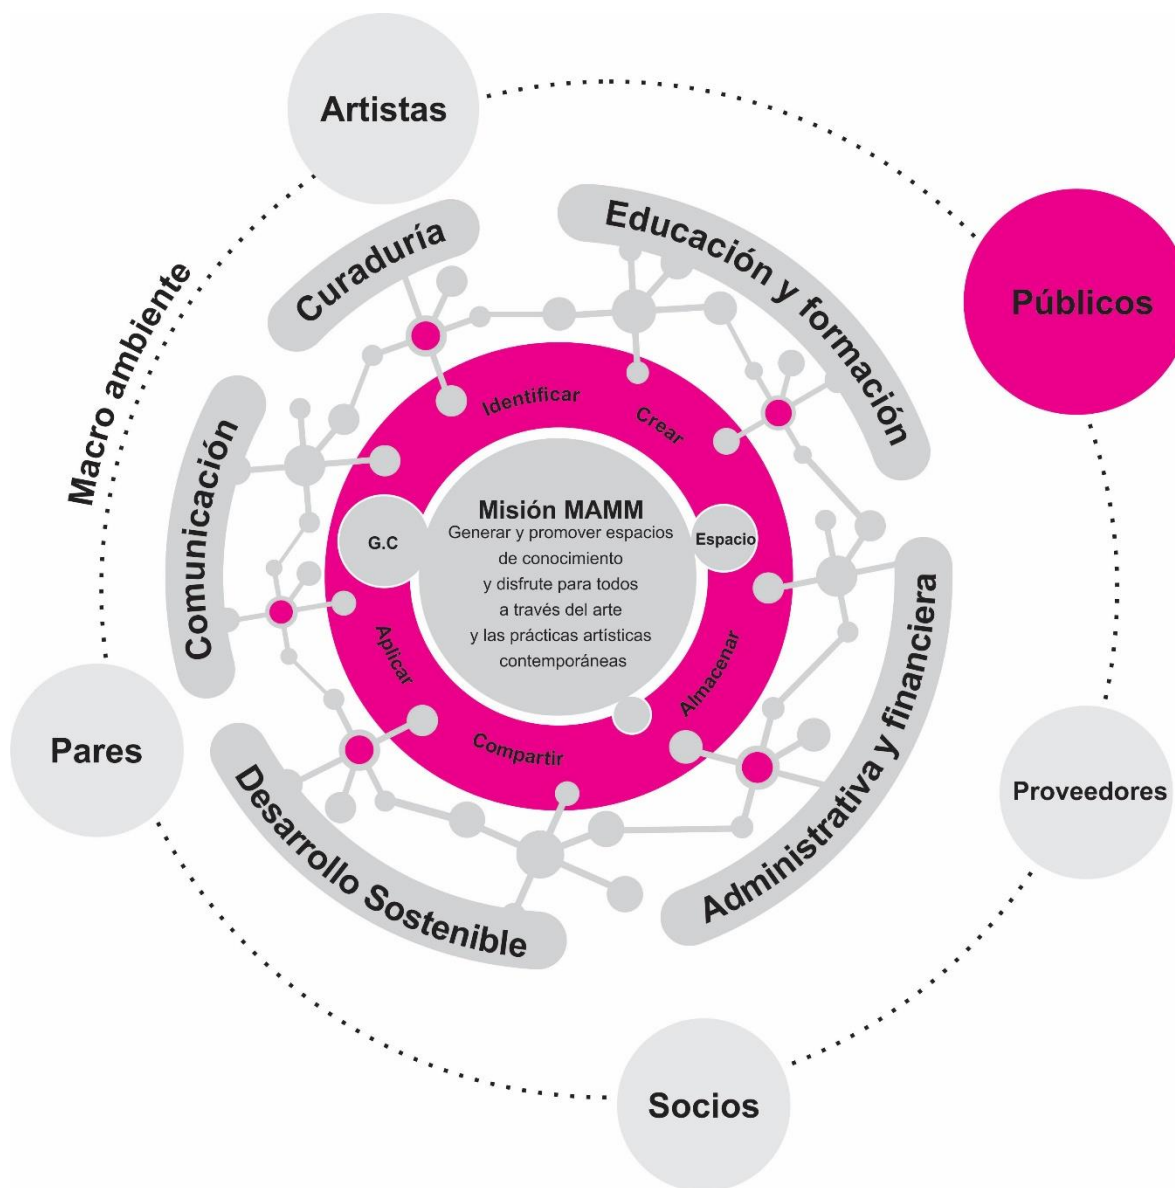 Artistas
Públicos
Proveedores
Socios
Pares
Macro ambiente
Curaduría
Educación y formación
Administrativa y financiera
Desarrollo Sostenible
Comunicación
Identificar
Crear
Espacio
Almacenar
Compartir
Aplicar
G.C
Misión MAMM
Generar y promover espacios
de conocimiento
y disfrute para todos
a través del arte
y las prácticas artísticas
contemporáneas